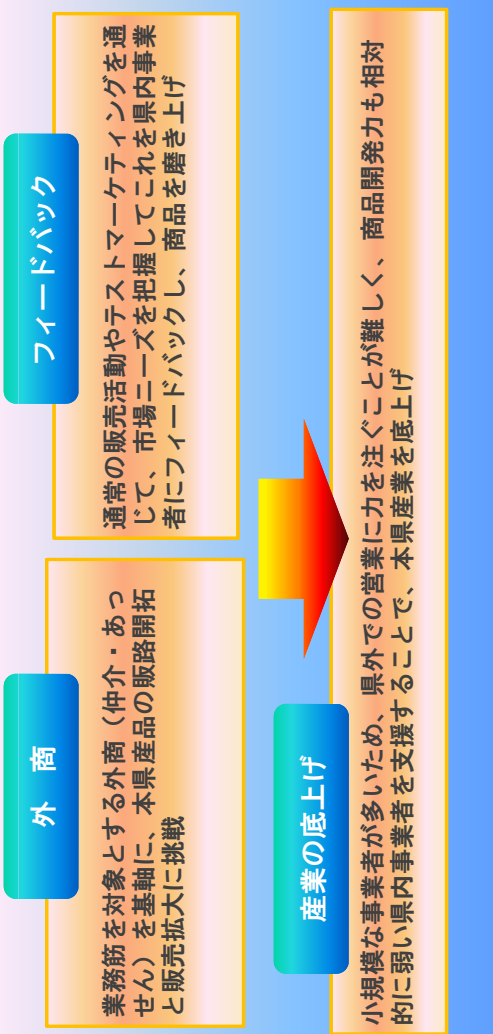 外　商
業務筋を対象とする外商（仲介・あっ
せん）を基軸に、本県産品の販路開拓
と販売拡大に挑戦
フィードバック
通常の販売活動やテストマーケティングを通
じて、市場ニーズを把握してこれを県内事業
者にフィードバックし、商品を磨き上げ
産業の底上げ
小規模な事業者が多いため、県外での営業に力を注ぐことが難しく、商品開発力も相対
的に弱い県内事業者を支援することで、本県産業を底上げ